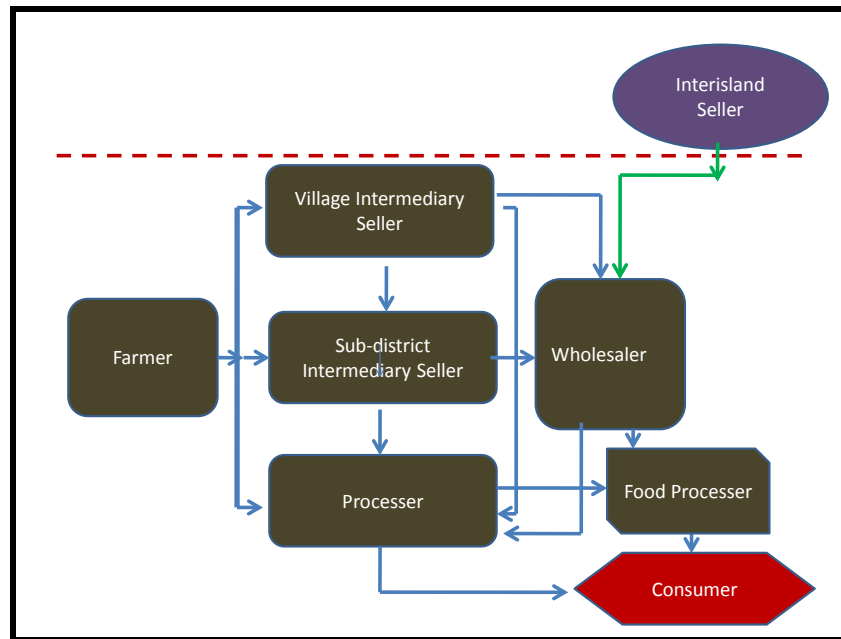 Interisland
Seller
Village Intermediary
Seller
Farmer
Sub-district
Intermediary Seller
Wholesaler
Processer
Food Processer
Consumer